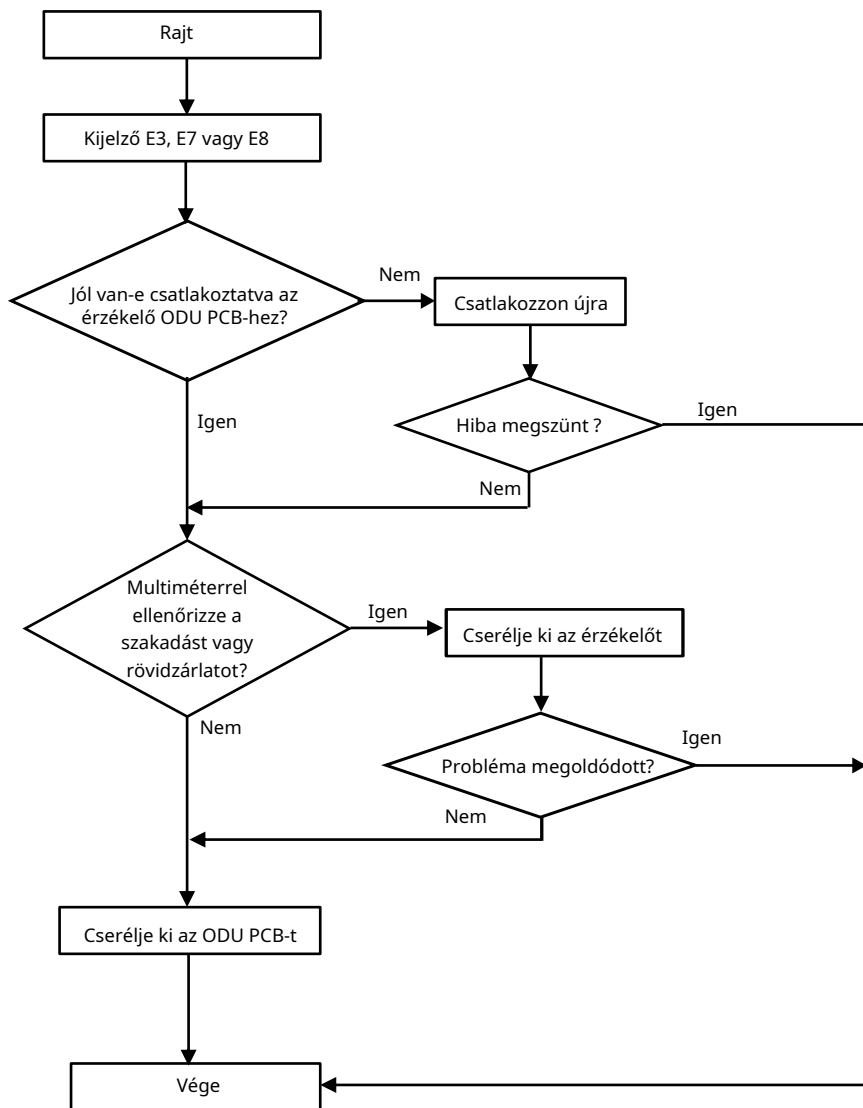 Rajt
Kijelző E3, E7 vagy E8
Jól van-e csatlakoztatva az
érzékelő ODU PCB-hez?
Nem
Csatlakozzon újra
Igen
Hiba megszünt ?
Igen
Nem
Multiméterrel
ellenőrizze a
szakadást vagy
rövidzárlatot?
Igen
Cserélje ki az érzékelőt
Nem
Probléma megoldódott?
Igen
Nem
Cserélje ki az ODU PCB-t
Vége